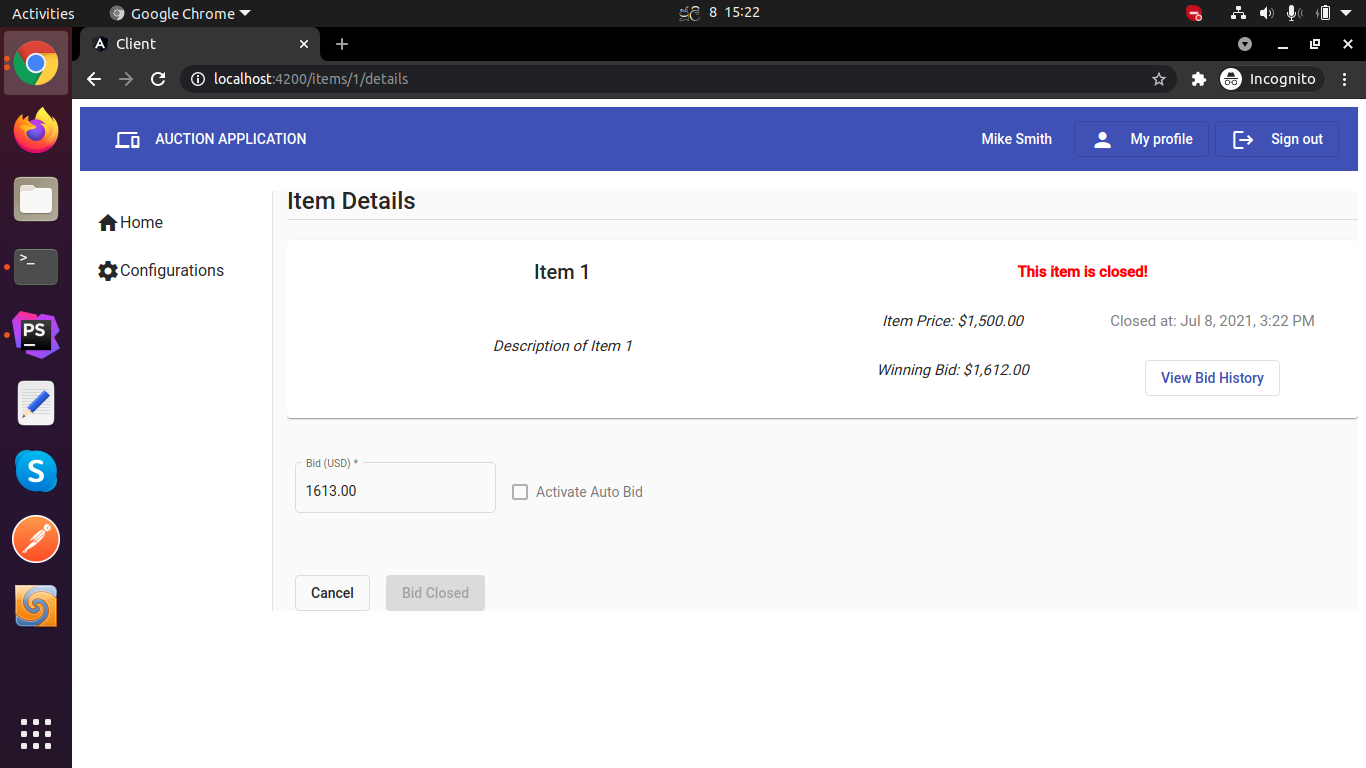 Activities
Google Chrome
ජූලි 8 15:22
Client
localhost:4200/items/1/details
Incognito
AUCTION APPLICATION
Mike Smith
My profile
Sign out
Home
Configurations
Item Details
Item 1
This item is closed!
Item Price: $1,500.00
Closed at: Jul 8, 2021, 3:22 PM
Description of Item 1
Winning Bid: $1,612.00
View Bid History
Bid (USD) *
1613.00
Activate Auto Bid
Cancel
Bid Closed
>_
PS
S